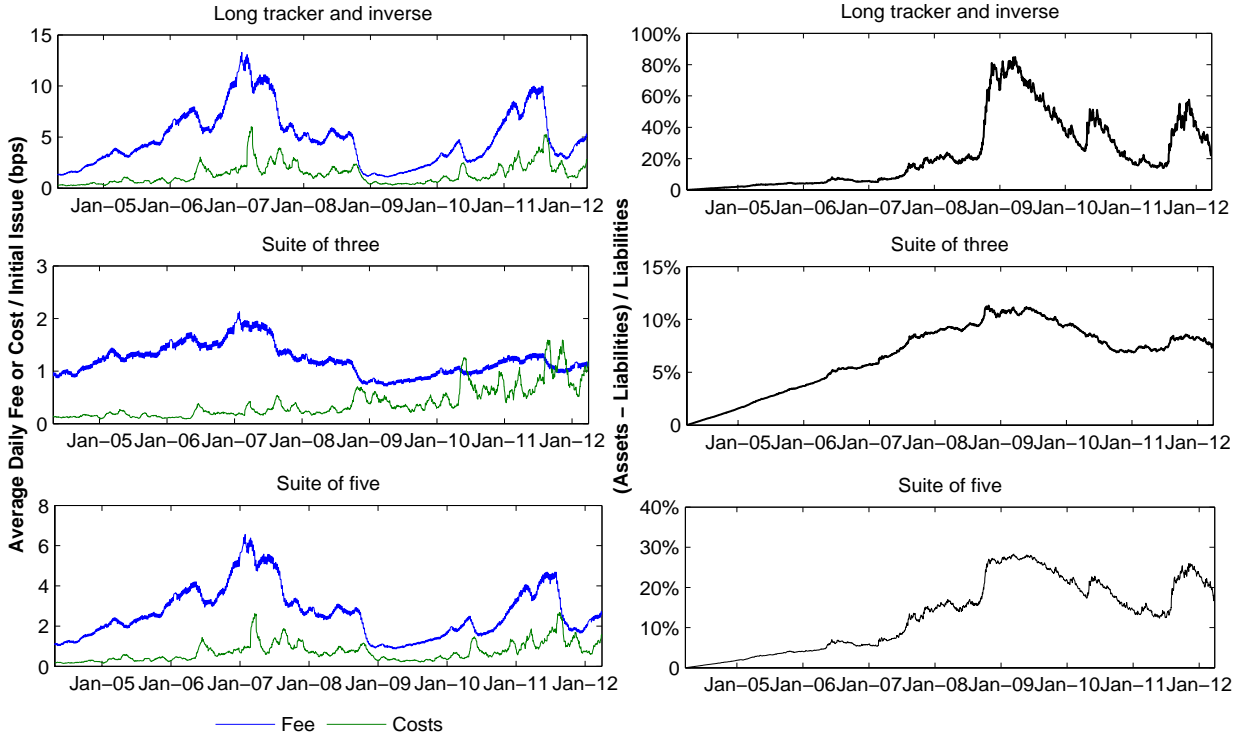 Long tracker and inverse
15
10
5
0
Jan−05 Jan−06 Jan−07 Jan−08 Jan−09 Jan−10 Jan−11 Jan−12
Suite of three
3
2
1
0
Jan−05 Jan−06 Jan−07 Jan−08 Jan−09 Jan−10 Jan−11 Jan−12
Suite of five
8
6
4
2
0
Jan−05 Jan−06 Jan−07 Jan−08 Jan−09 Jan−10 Jan−11 Jan−12
Average Daily Fee or Cost / Initial Issue (bps)
Fee Costs
Long tracker and inverse
100%
80%
60%
40%
20%
0
Jan−05 Jan−06 Jan−07 Jan−08 Jan−09 Jan−10 Jan−11 Jan−12
Suite of three
15%
10%
5%
0
Jan−05 Jan−06 Jan−07 Jan−08 Jan−09 Jan−10 Jan−11 Jan−12
Suite of five
40%
30%
20%
10%
0
Jan−05 Jan−06 Jan−07 Jan−08 Jan−09 Jan−10 Jan−11 Jan−12
(Assets − Liabilities) / Liabilities